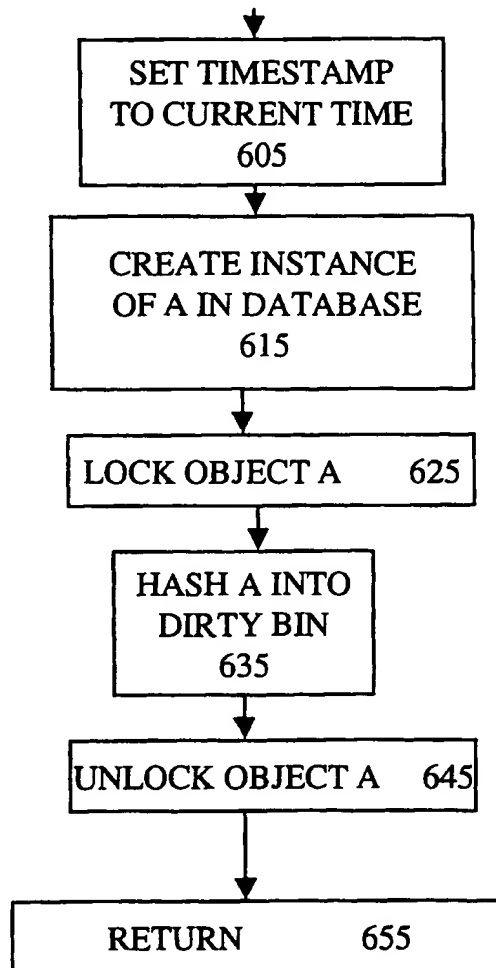 SET TIMESTAMP
TO CURRENT TIME
605
CREATE INSTANCE
OF A IN DATABASE
615
LOCK OBJECT A 625
HASH A INTO
DIRTY BIN
635
UNLOCK OBJECT A 645
RETURN 655